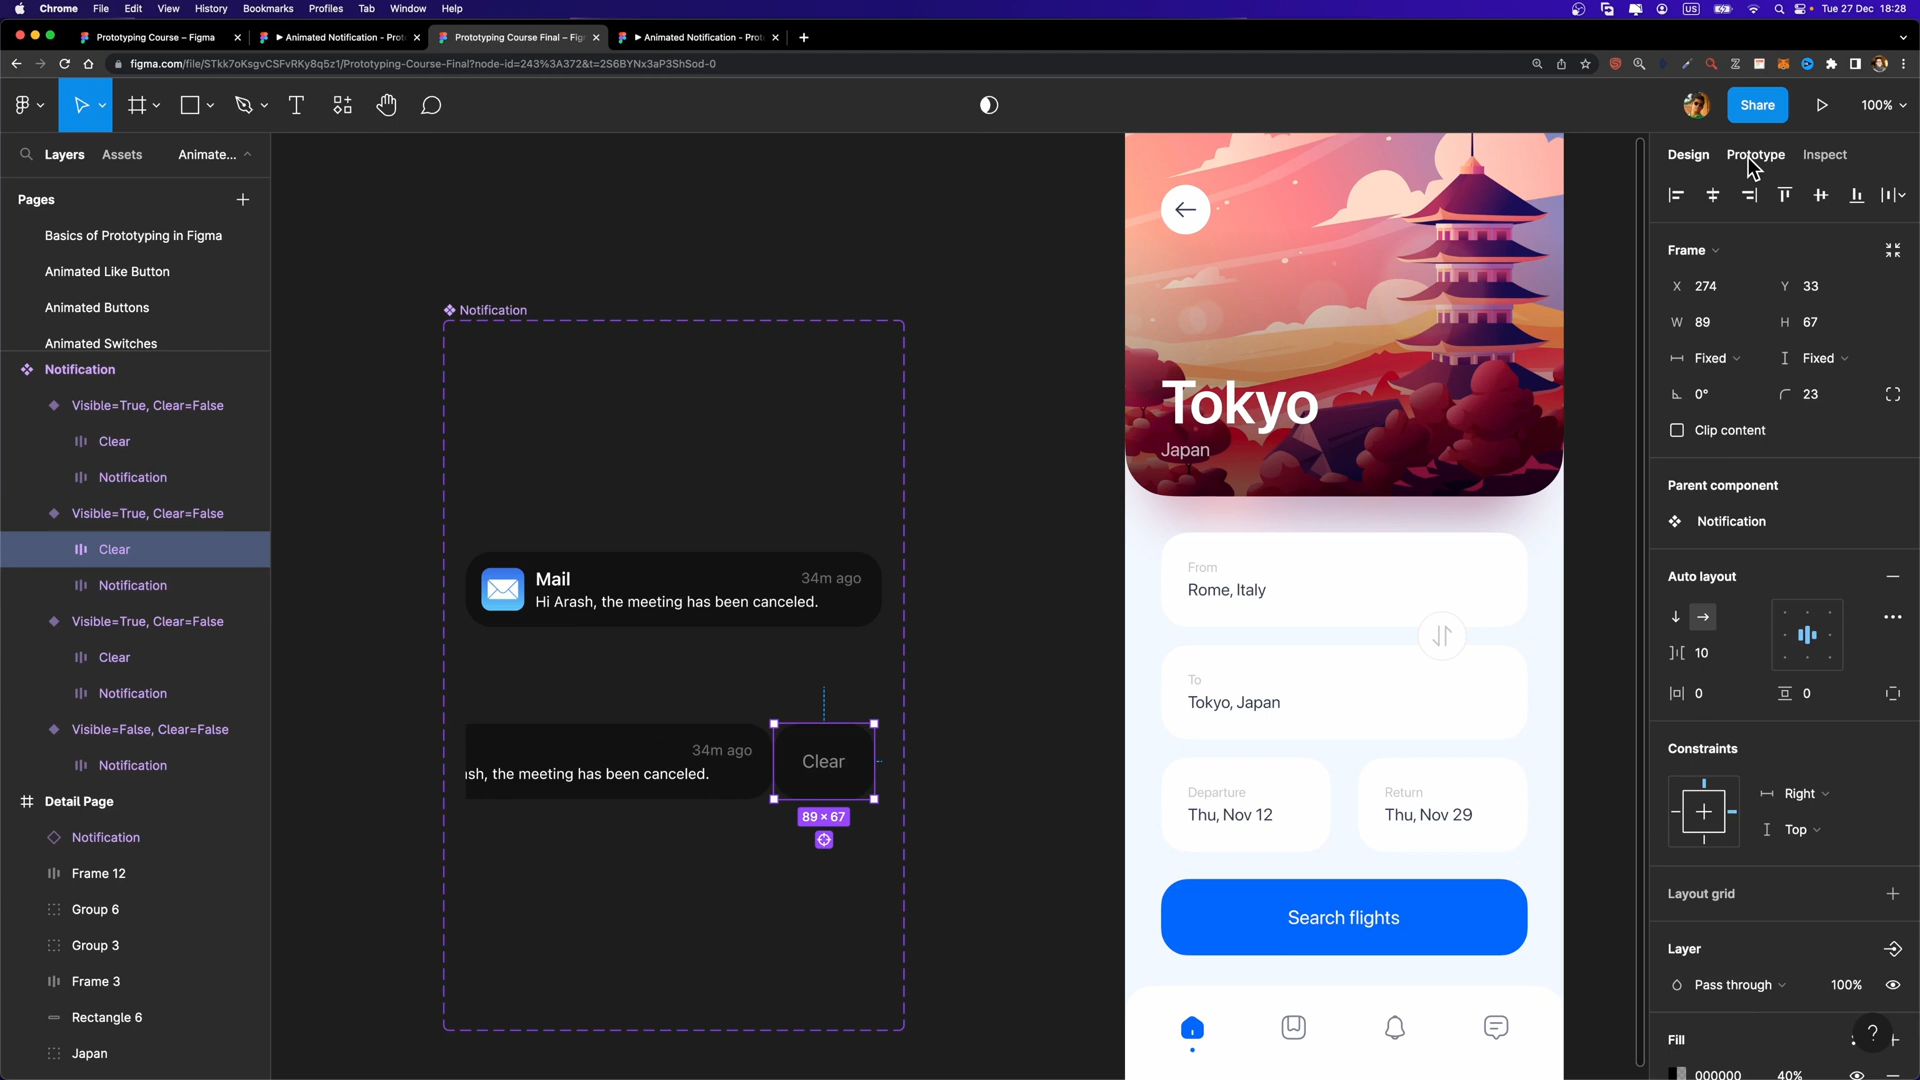 Chrome File Edit View History Bookmarks Profiles Tab Window Help US Tue 27 Dec 18:28
Prototyping Course – Figma Animated Notification - Prot Prototyping Course Final – Fig Animated Notification - Prot
figma.com/file/STkk7oKsgvCSFvRKy8q5z1/Prototyping-Course-Final?node-id=243%3A372&t=2S6BYNx3aP3ShSod-0
Share 100%
Layers Assets Animate...
Pages
Basics of Prototyping in Figma
Animated Like Button
Animated Buttons
Animated Switches
Notification
Visible=True, Clear=False
Clear
Notification
Visible=True, Clear=False
Clear
Notification
Visible=True, Clear=False
Clear
Notification
Visible=False, Clear=False
Notification
Detail Page
Notification
Frame 12
Group 6
Group 3
Frame 3
Rectangle 6
Japan
Notification
Mail 34m ago
Hi Arash, the meeting has been canceled.
34m ago
ash, the meeting has been canceled.
Clear
89 × 67
Tokyo
Japan
From
Rome, Italy
To
Tokyo, Japan
Departure
Thu, Nov 12
Return
Thu, Nov 29
Search flights
Design Prototype Inspect
Frame
X 274 Y 33
W 89 H 67
Fixed Fixed
0° 23
Clip content
Parent component
Notification
Auto layout
10
0 0
Constraints
Right
Top
Layout grid
Layer
Pass through 100%
Fill
000000 40%
?